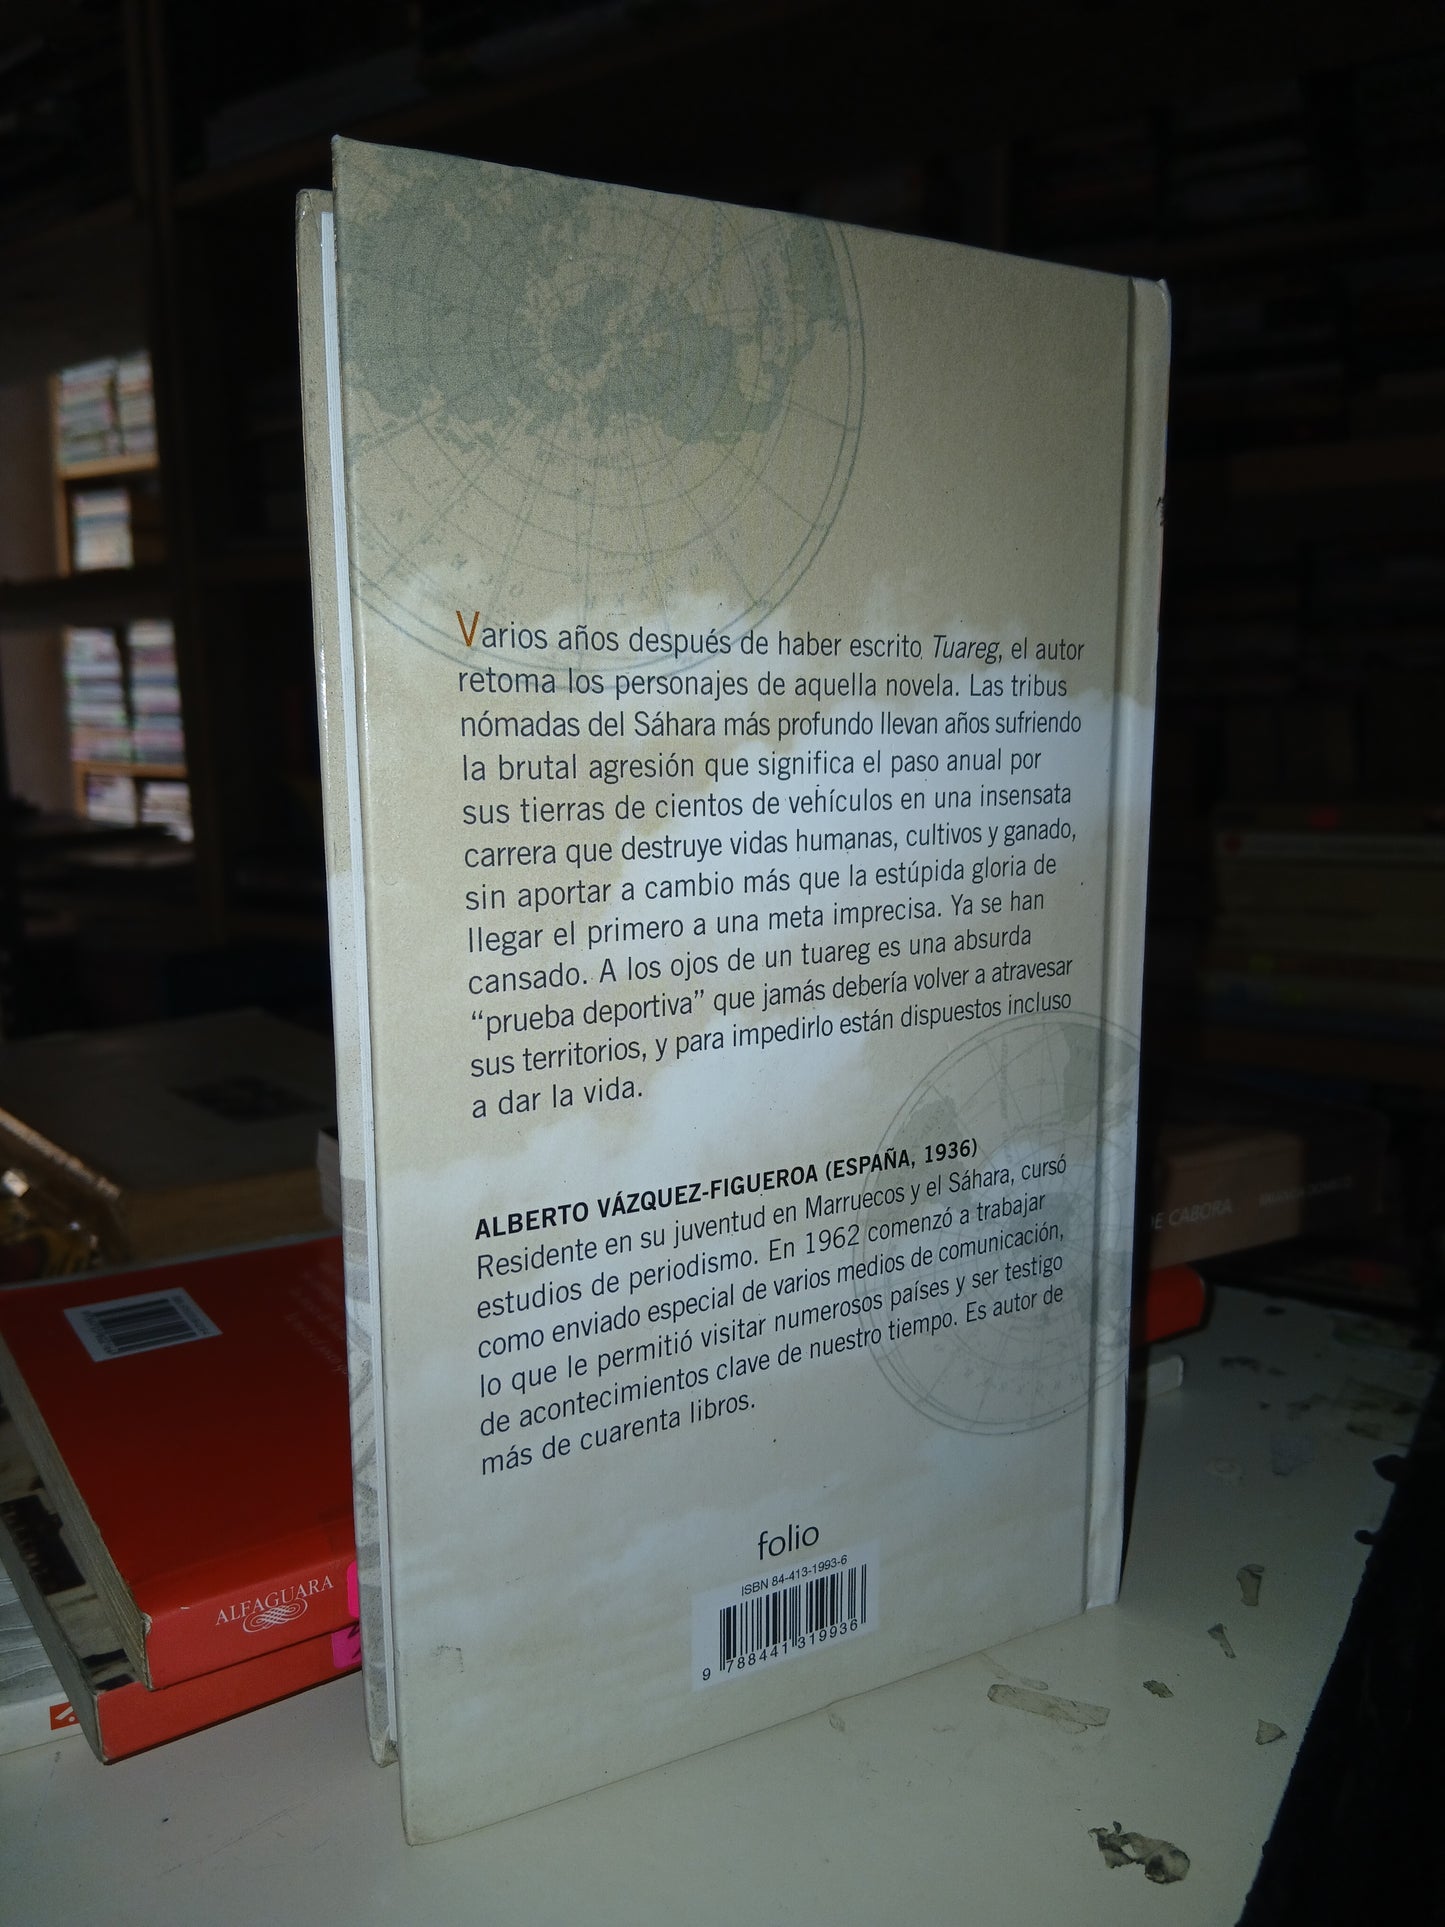 Varios años después de haber escrito Tuareg, el autor
retoma los personajes de aquella novela. Las tribus
nómadas del Sáhara más profundo llevan años sufriendo
la brutal agresión que significa el paso anual por
sus tierras de cientos de vehículos en una insensata
carrera que destruye vidas humanas, cultivos y ganado,
sin aportar a cambio más que la estúpida gloria de
llegar el primero a una meta imprecisa. Ya se han
cansado. A los ojos de un tuareg es una absurda
“prueba deportiva” que jamás debería volver a atravesar
sus territorios, y para impedirlo están dispuestos incluso
a dar la vida.
ALBERTO VÁZQUEZ-FIGUEROA (ESPAÑA, 1936)
Residente en su juventud en Marruecos y el Sáhara, cursó
estudios de periodismo. En 1962 comenzó a trabajar
como enviado especial de varios medios de comunicación,
lo que le permitió visitar numerosos países y ser testigo
de acontecimientos clave de nuestro tiempo. Es autor de
más de cuarenta libros.
folio
ISBN 84-413-1993-6
9 788441 319936
ALFAGUARA
DE CABORA